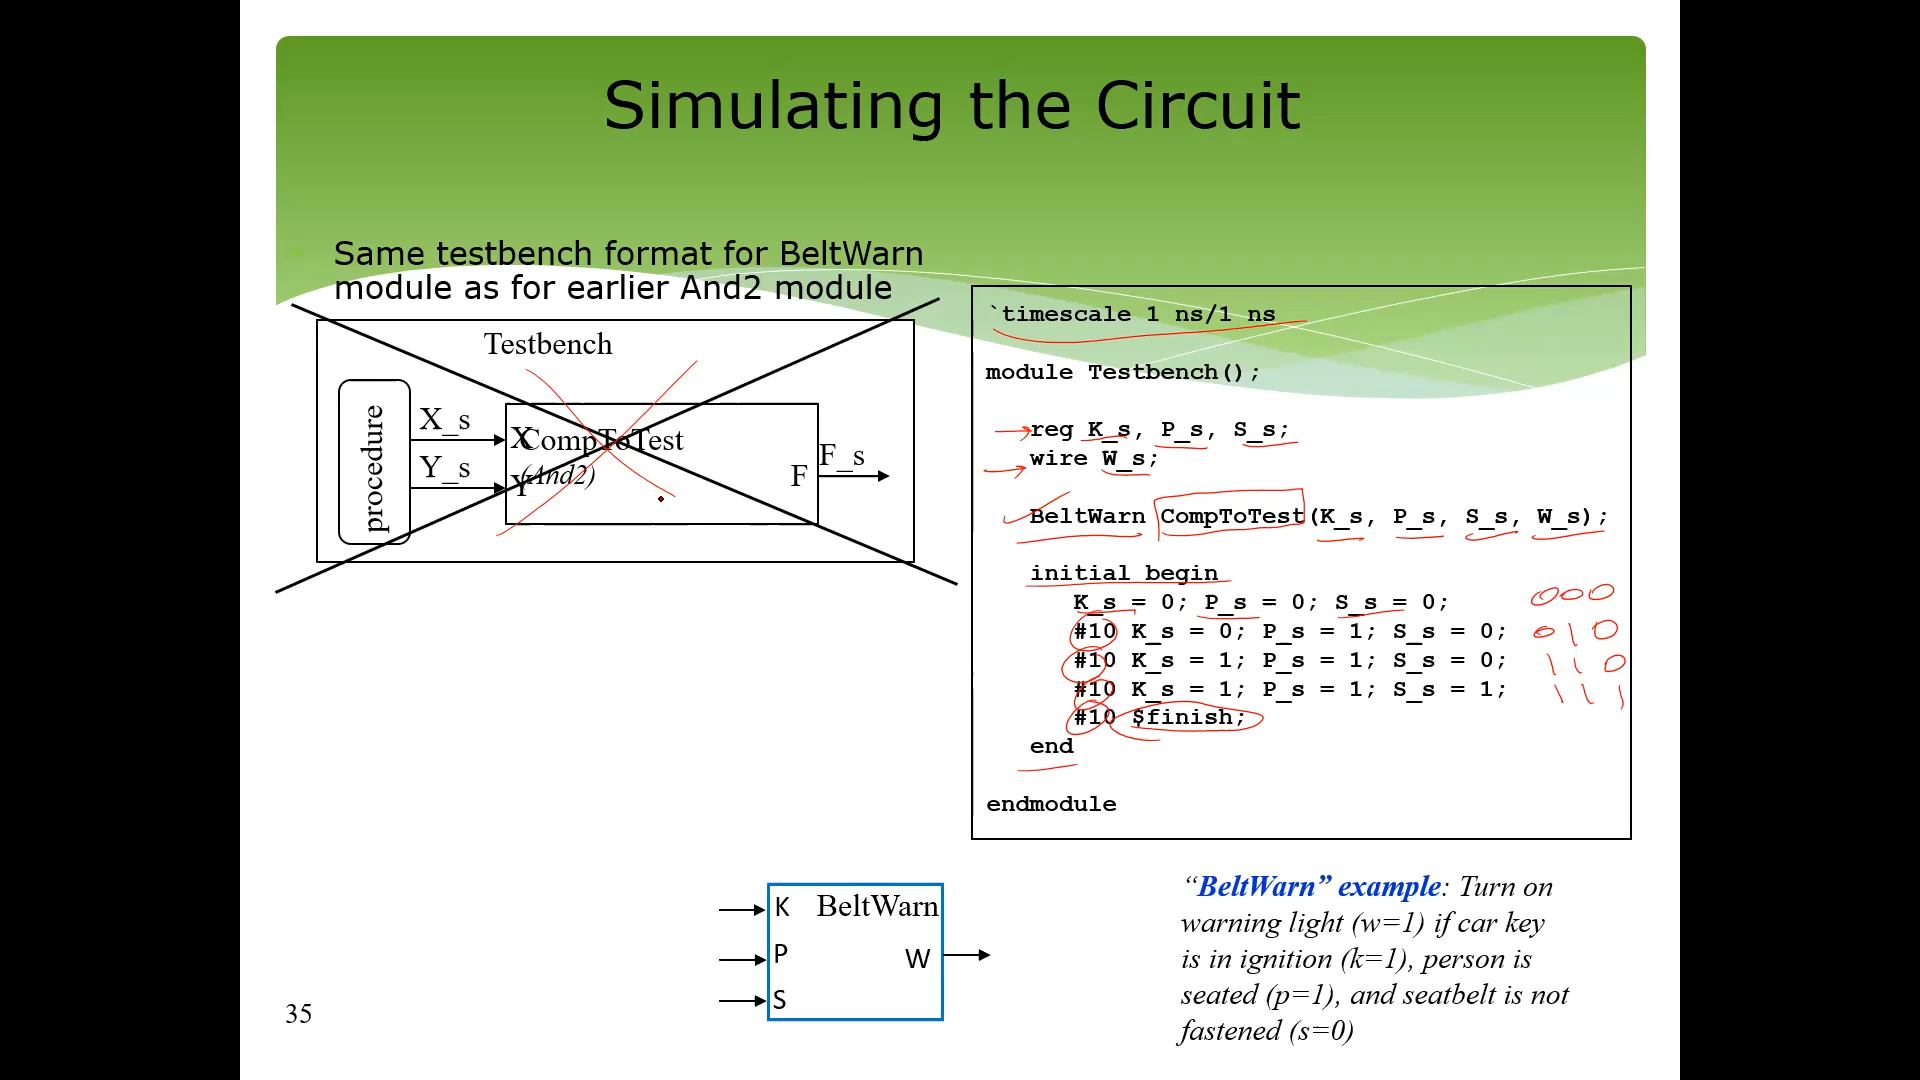 Simulating the Circuit
Same testbench format for BeltWarn
module as for earlier And2 module
Testbench
procedure
X_s
Y_s
X
CompToTest
Y
(And2)
F
F_s
`timescale 1 ns/1 ns
module Testbench();
reg K_s, P_s, S_s;
wire W_s;
BeltWarn CompToTest(K_s, P_s, S_s, W_s);
initial begin
K_s = 0; P_s = 0; S_s = 0; 000
#10 K_s = 0; P_s = 1; S_s = 0; 010
#10 K_s = 1; P_s = 1; S_s = 0; 110
#10 K_s = 1; P_s = 1; S_s = 1; 111
#10 $finish;
end
endmodule
K BeltWarn
P
W
S
“BeltWarn” example: Turn on
warning light (w=1) if car key
is in ignition (k=1), person is
seated (p=1), and seatbelt is not
fastened (s=0)
35